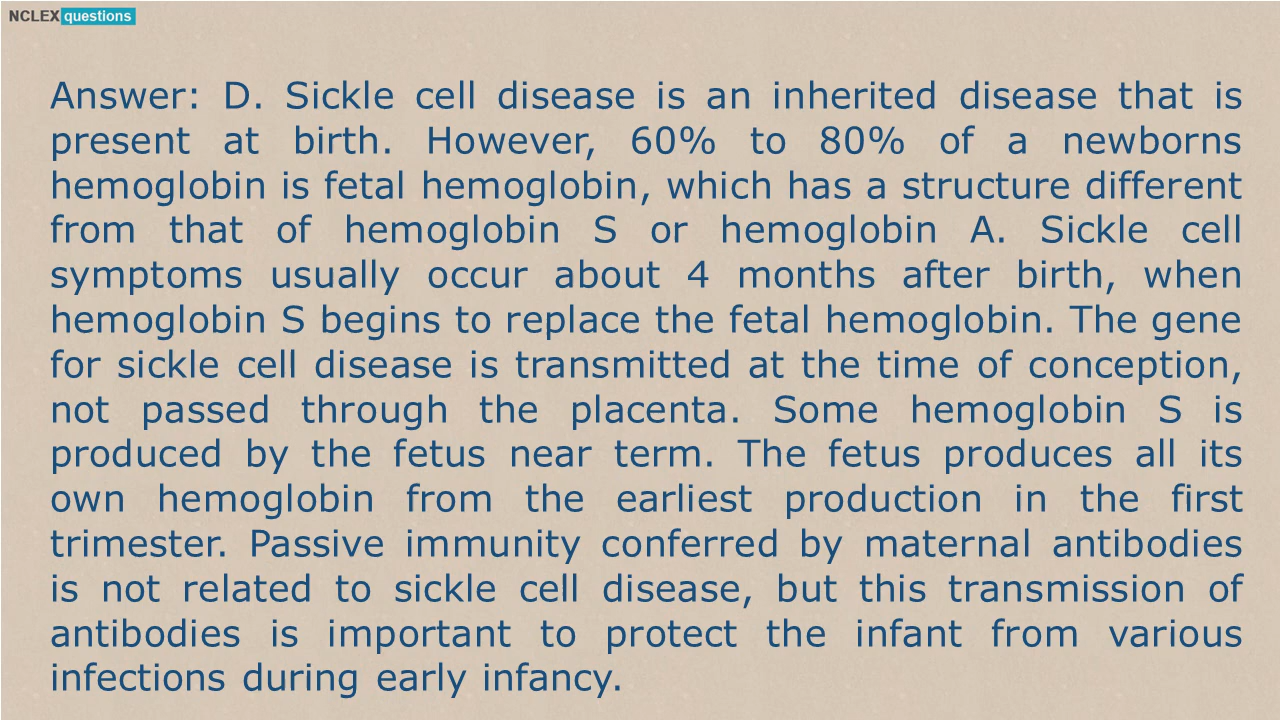 NCLEX questions
Answer: D. Sickle cell disease is an inherited disease that is
present at birth. However, 60% to 80% of a newborns
hemoglobin is fetal hemoglobin, which has a structure different
from that of hemoglobin S or hemoglobin A. Sickle cell
symptoms usually occur about 4 months after birth, when
hemoglobin S begins to replace the fetal hemoglobin. The gene
for sickle cell disease is transmitted at the time of conception,
not passed through the placenta. Some hemoglobin S is
produced by the fetus near term. The fetus produces all its
own hemoglobin from the earliest production in the first
trimester. Passive immunity conferred by maternal antibodies
is not related to sickle cell disease, but this transmission of
antibodies is important to protect the infant from various
infections during early infancy.